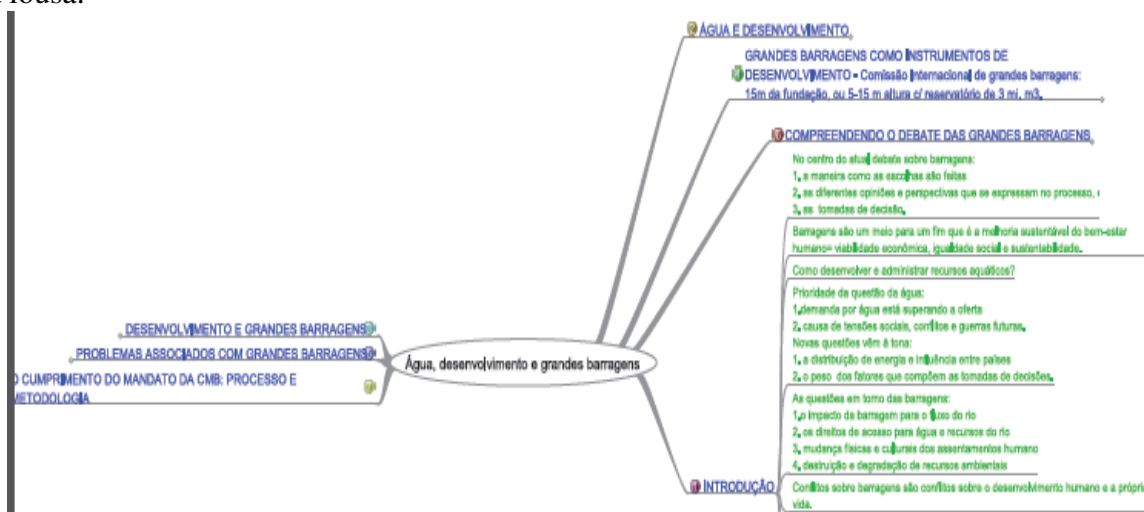 ÁGUA E DESENVOLVIMENTO
GRANDES BARRAGENS COMO INSTRUMENTOS DE
DESENVOLVIMENTO - Comissão Internacional de grandes barragens:
15m da fundação, ou 5-15 m altura c/ reservatório de 3 mi. m3.
COMPREENDENDO O DEBATE DAS GRANDES BARRAGENS
No centro do atual debate sobre barragens:
1. a maneira como as escolhas são feitas
2. as diferentes opiniões e perspectivas que se expressam no processo, e
3. as tomadas de decisão.
Barragens são um meio para um fim que é a melhoria sustentável do bem-estar
humano= viabilidade econômica, igualdade social e sustentabilidade.
Como desenvolver e administrar recursos aquáticos?
Prioridade da questão da água:
1.demanda por água está superando a oferta
2. causa de tensões sociais, conflitos e guerras futuras.
Novas questões vêm à tona:
1. a distribuição de energia e influência entre países
2. o peso dos fatores que compõem as tomadas de decisões.
As questões em torno das barragens:
1.o impacto da barragem para o fluxo do rio
2. os direitos de acesso para água e recursos do rio
3. mudança físicas e culturais dos assentamentos humano
4. destruição e degradação de recursos ambientais
INTRODUÇÃO
Conflitos sobre barragens são conflitos sobre o desenvolvimento humano e a própria
vida.
Água, desenvolvimento e grandes barragens
DESENVOLVIMENTO E GRANDES BARRAGENS
PROBLEMAS ASSOCIADOS COM GRANDES BARRAGENS
O CUMPRIMENTO DO MANDATO DA CMB: PROCESSO E
METODOLOGIA